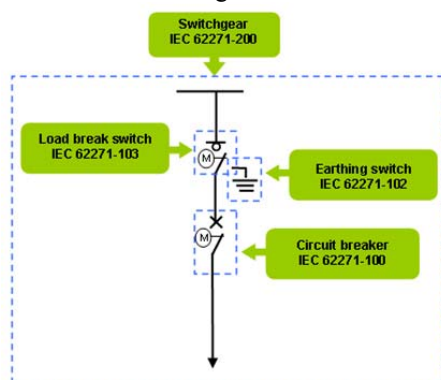 Switchgear
IEC 62271-200
Load break switch
IEC 62271-103
M
Earthing switch
IEC 62271-102
M
Circuit breaker
IEC 62271-100